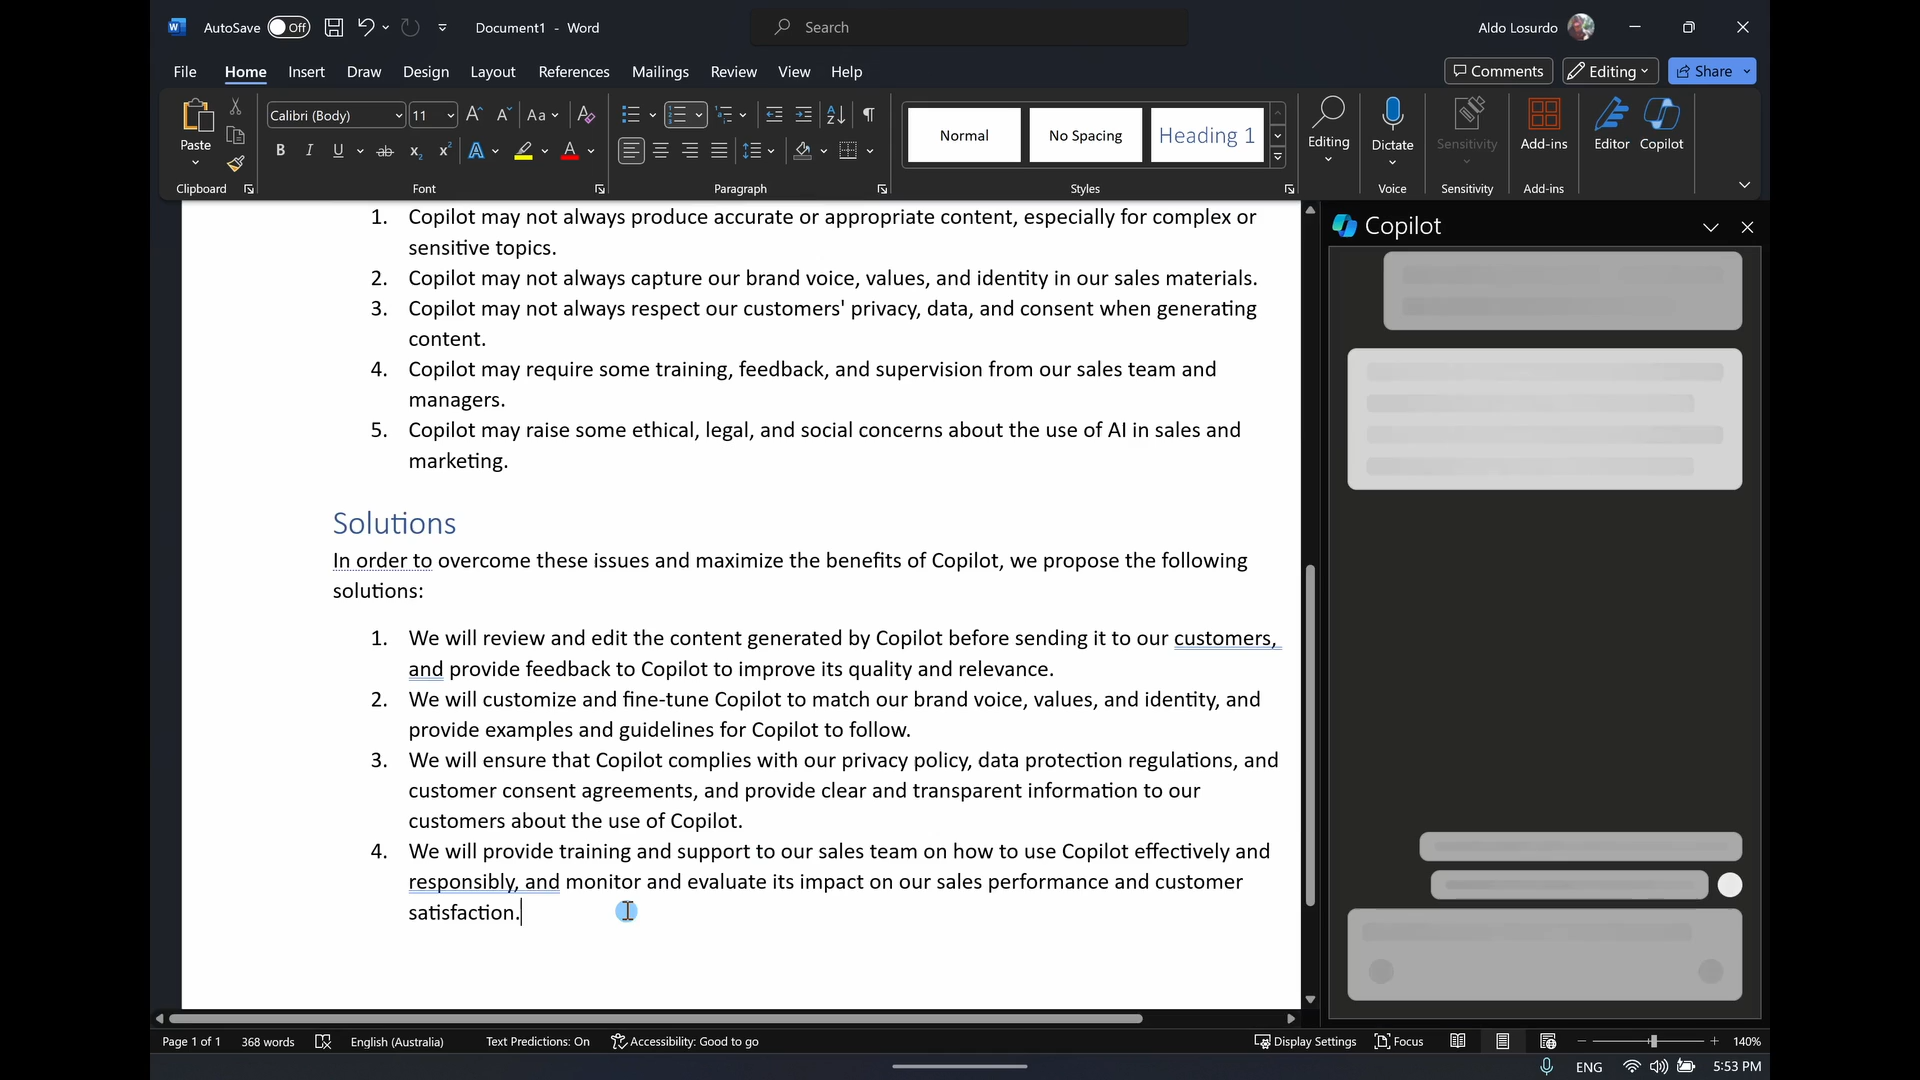 AutoSave Off Document1 - Word Search Aldo Losurdo
File Home Insert Draw Design Layout References Mailings Review View Help Comments Editing Share
Paste Calibri (Body) 11 Aa Normal No Spacing Heading 1 Editing Dictate Sensitivity Add-ins Editor Copilot
B I U ab x2 x2 A A
Clipboard Font Paragraph Styles Voice Sensitivity Add-ins
1. Copilot may not always produce accurate or appropriate content, especially for complex or
sensitive topics.
2. Copilot may not always capture our brand voice, values, and identity in our sales materials.
3. Copilot may not always respect our customers' privacy, data, and consent when generating
content.
4. Copilot may require some training, feedback, and supervision from our sales team and
managers.
5. Copilot may raise some ethical, legal, and social concerns about the use of AI in sales and
marketing.
Solutions
In order to overcome these issues and maximize the benefits of Copilot, we propose the following
solutions:
1. We will review and edit the content generated by Copilot before sending it to our customers,
and provide feedback to Copilot to improve its quality and relevance.
2. We will customize and fine-tune Copilot to match our brand voice, values, and identity, and
provide examples and guidelines for Copilot to follow.
3. We will ensure that Copilot complies with our privacy policy, data protection regulations, and
customer consent agreements, and provide clear and transparent information to our
customers about the use of Copilot.
4. We will provide training and support to our sales team on how to use Copilot effectively and
responsibly, and monitor and evaluate its impact on our sales performance and customer
satisfaction.
Copilot
Page 1 of 1 368 words English (Australia) Text Predictions: On Accessibility: Good to go Display Settings Focus 140%
ENG 5:53 PM